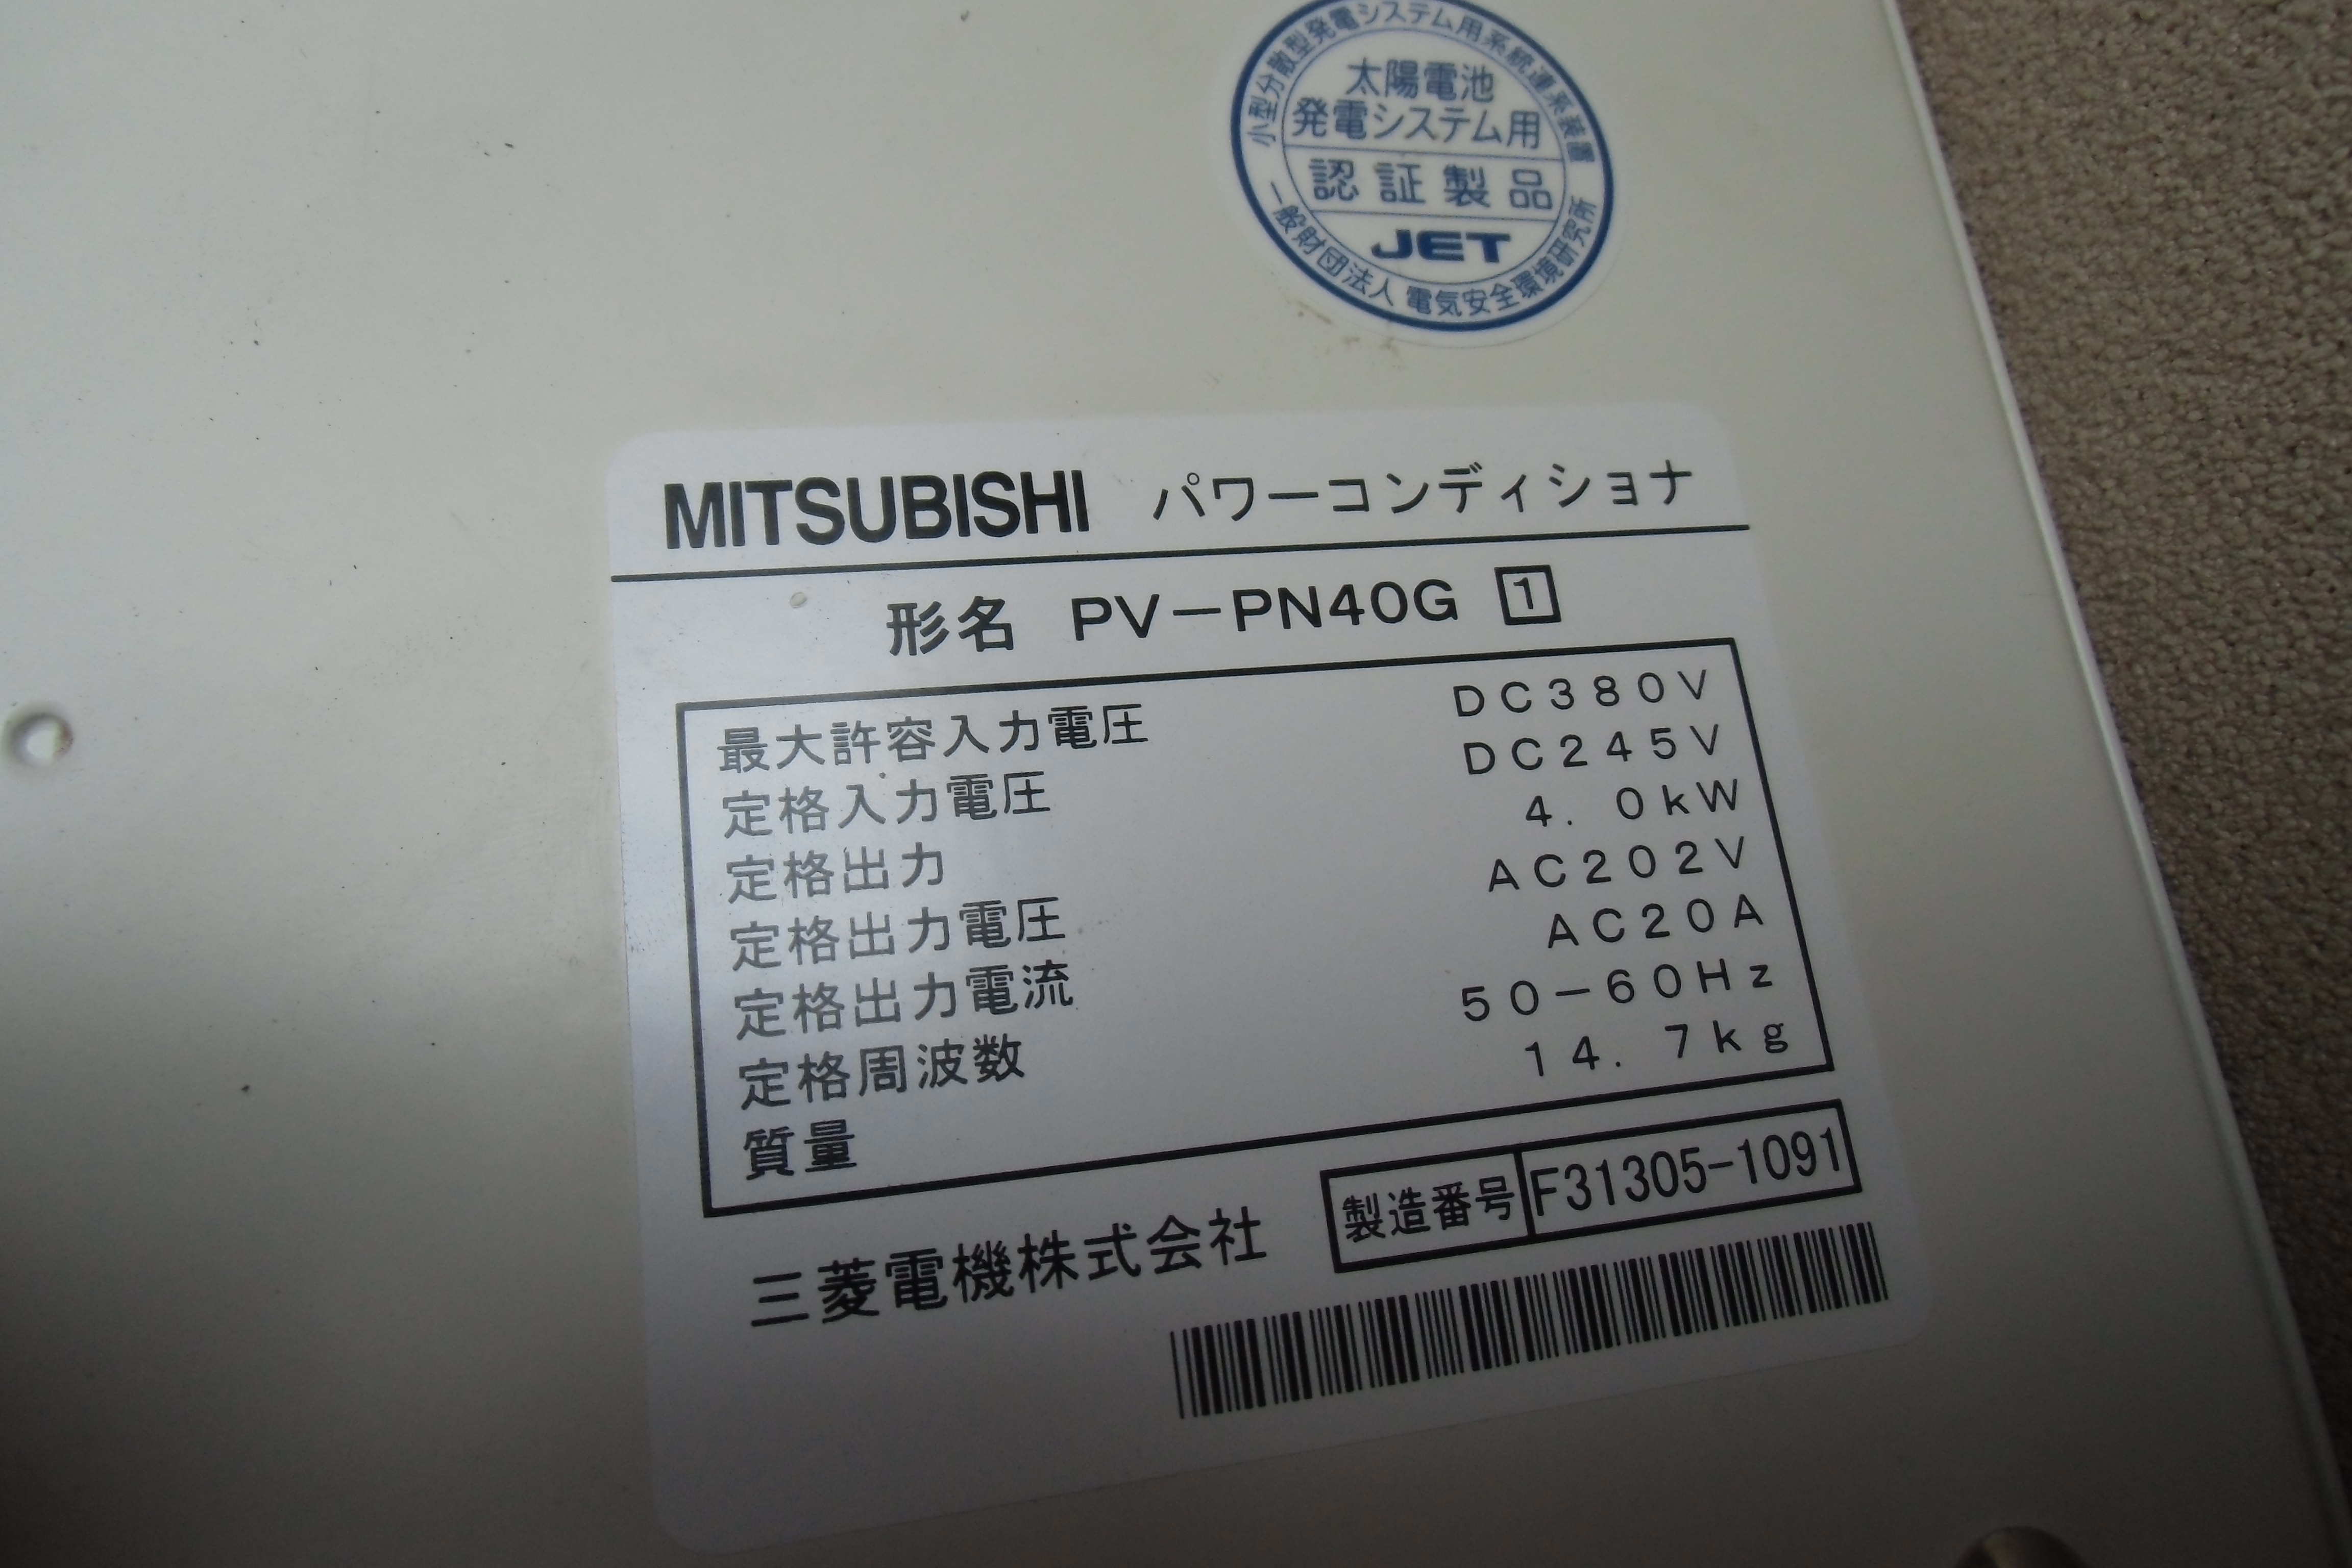 小型分散型発電システム用系統連系装置
太陽電池
発電システム用
認証製品
JET
一般財団法人 電気安全環境研究所
MITSUBISHI パワーコンディショナ
形名 PV-PN40G 1
最大許容入力電圧 DC380V
定格入力電圧 DC245V
定格出力 4.0kW
定格出力電圧 AC202V
定格出力電流 AC20A
定格周波数 50-60Hz
質量 14.7kg
三菱電機株式会社 製造番号 F31305-1091